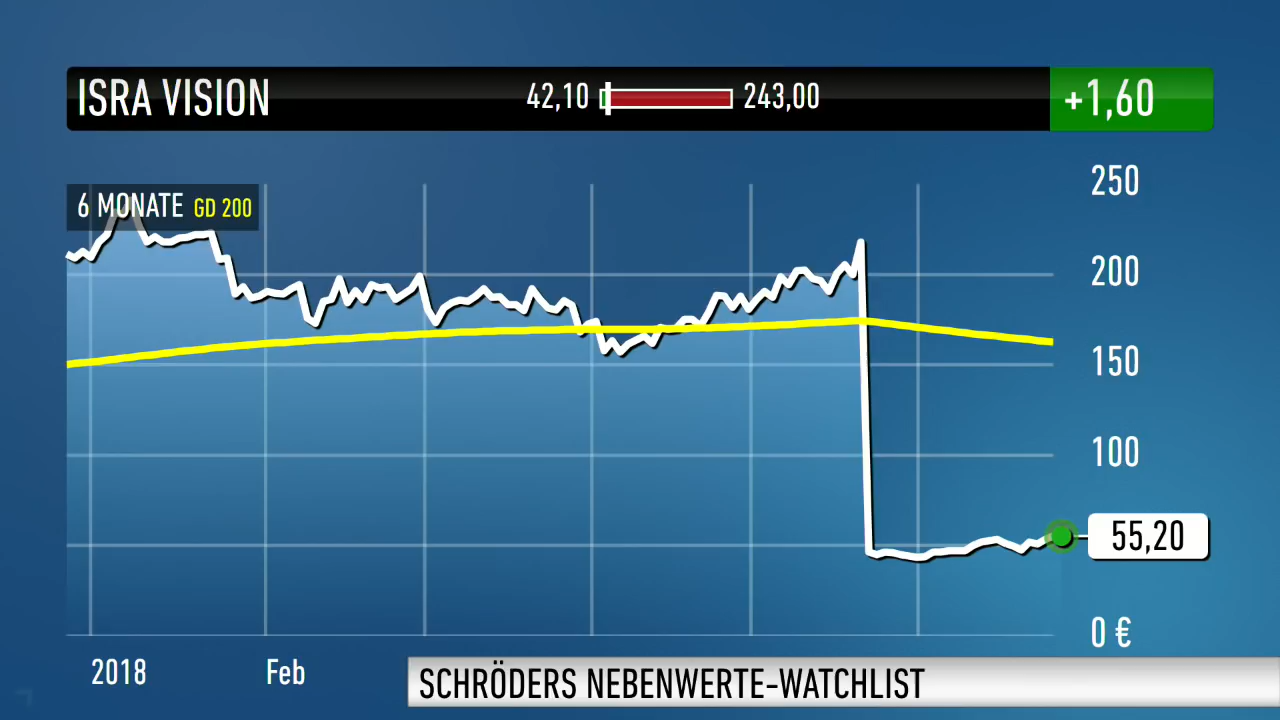 ISRA VISION
42,10
243,00
+1,60
6 MONATE GD 200
250
200
150
100
55,20
0 €
2018
Feb
SCHRÖDERS NEBENWERTE-WATCHLIST